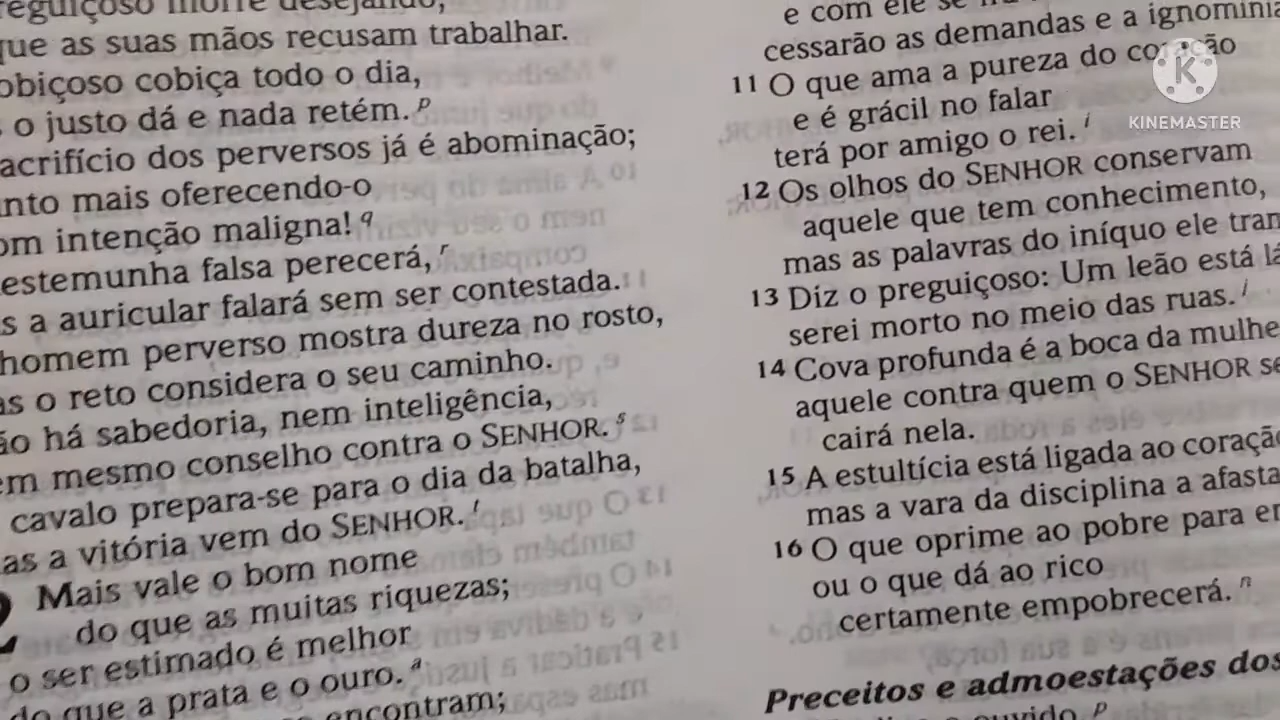 morre desejando,
que as suas mãos recusam trabalhar.
obiçoso cobiça todo o dia,
s o justo dá e nada retém. p
acrifício dos perversos já é abominação;
anto mais oferecendo-o
om intenção maligna! q
estemunha falsa perecerá, r
s a auricular falará sem ser contestada.
homem perverso mostra dureza no rosto,
as o reto considera o seu caminho.
ão há sabedoria, nem inteligência,
em mesmo conselho contra o SENHOR. s
cavalo prepara-se para o dia da batalha,
as a vitória vem do SENHOR. t
2 Mais vale o bom nome
do que as muitas riquezas;
o ser estimado é melhor
do que a prata e o ouro. a
encontram;
e com ele se
cessarão as demandas e a ignomínia
11 O que ama a pureza do coração
e é grácil no falar
terá por amigo o rei. i
12 Os olhos do SENHOR conservam
aquele que tem conhecimento,
mas as palavras do iníquo ele tran
13 Diz o preguiçoso: Um leão está lá
serei morto no meio das ruas. j
14 Cova profunda é a boca da mulhe
aquele contra quem o SENHOR se
cairá nela.
15 A estultícia está ligada ao coração
mas a vara da disciplina a afasta
16 O que oprime ao pobre para en
ou o que dá ao rico
certamente empobrecerá. n
Preceitos e admoestações dos
ouvido p
K
KINEMASTER